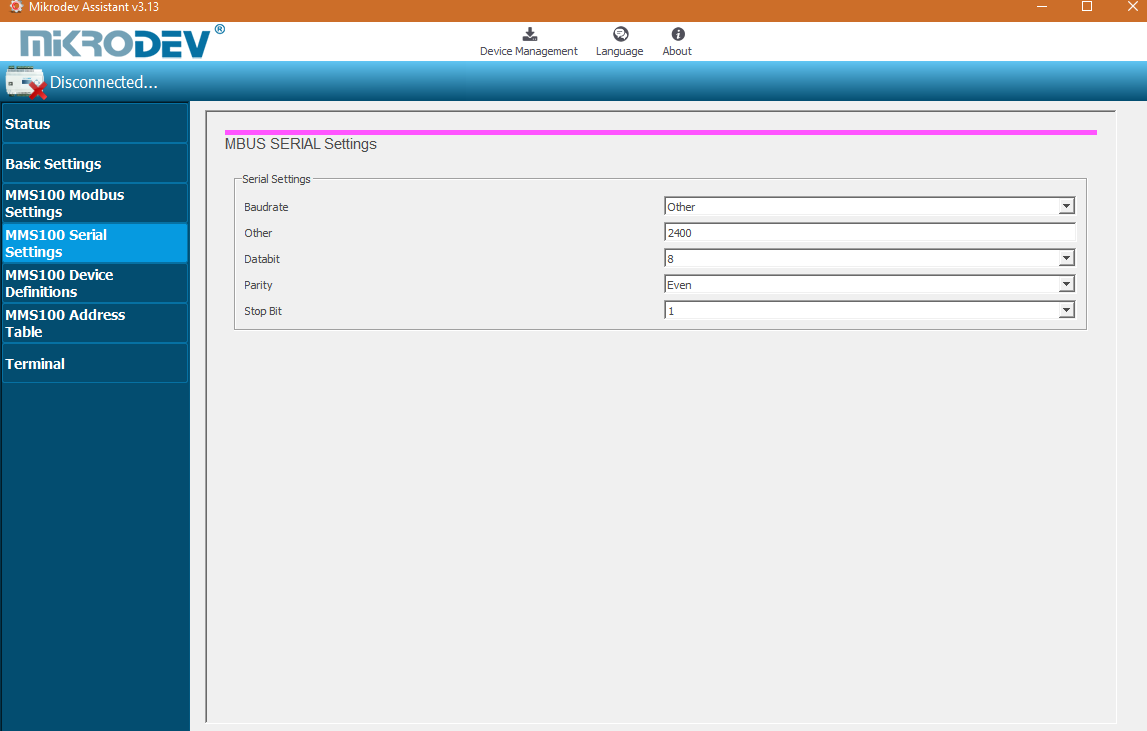 Mikrodev Assistant v3.13
MiKRODEV®
Device Management
Language
About
Disconnected...
Status
Basic Settings
MMS100 Modbus
Settings
MMS100 Serial
Settings
MMS100 Device
Definitions
MMS100 Address
Table
Terminal
MBUS SERIAL Settings
Serial Settings
Baudrate Other
Other 2400
Databit 8
Parity Even
Stop Bit 1